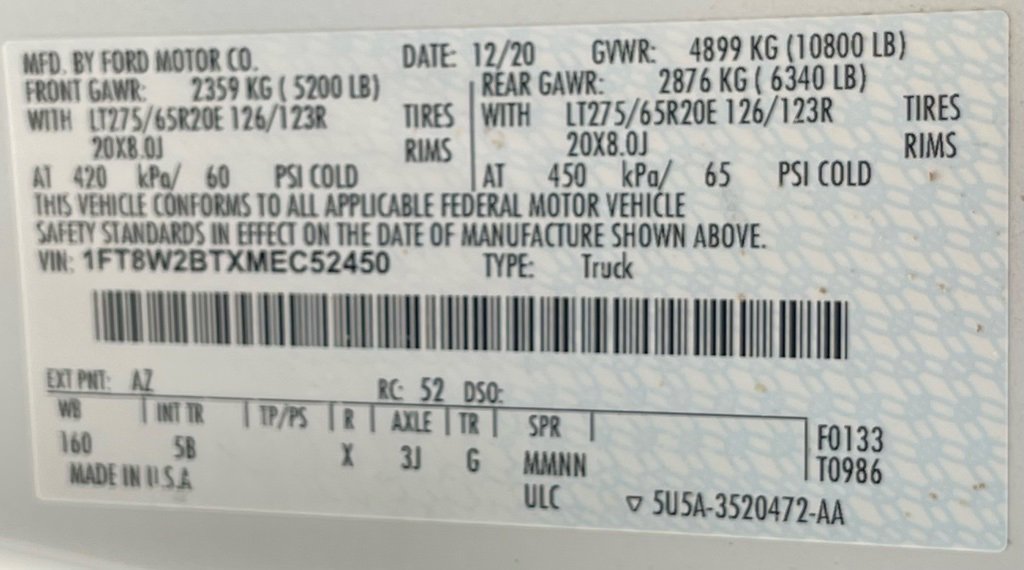 MFD. BY FORD MOTOR CO. DATE: 12/20 GVWR: 4899 KG (10800 LB)
FRONT GAWR: 2359 KG ( 5200 LB) REAR GAWR: 2876 KG ( 6340 LB)
WITH LT275/65R20E 126/123R TIRES WITH LT275/65R20E 126/123R TIRES
20X8.0J RIMS 20X8.0J RIMS
AT 420 kPa/ 60 PSI COLD AT 450 kPa/ 65 PSI COLD
THIS VEHICLE CONFORMS TO ALL APPLICABLE FEDERAL MOTOR VEHICLE
SAFETY STANDARDS IN EFFECT ON THE DATE OF MANUFACTURE SHOWN ABOVE.
VIN: 1FT8W2BTXMEC52450 TYPE: Truck
EXT PNT: AZ RC: 52 DSO:
WB INT TR TP/PS R AXLE TR SPR
160 5B X 3J G MMNN
F0133
T0986
MADE IN U.S.A ULC ▽ 5U5A-3520472-AA